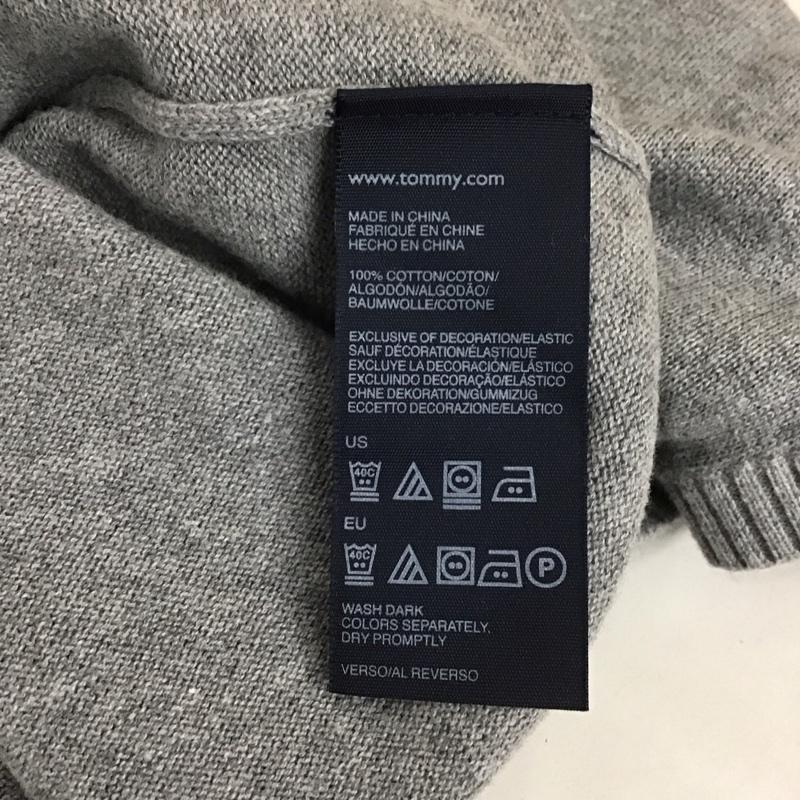 www.tommy.com
MADE IN CHINA
FABRIQUÉ EN CHINE
HECHO EN CHINA
100% COTTON/COTON/
ALGODÓN/ALGODÃO/
BAUMWOLLE/COTONE
EXCLUSIVE OF DECORATION/ELASTIC
SAUF DÉCORATION/ÉLASTIQUE
EXCLUYE LA DECORACIÓN/ELÁSTICO
EXCLUINDO DECORAÇÃO/ELÁSTICO
OHNE DEKORATION/GUMMIZUG
ECCETTO DECORAZIONE/ELASTICO
US
40C
EU
40C P
WASH DARK
COLORS SEPARATELY,
DRY PROMPTLY
VERSO/AL REVERSO